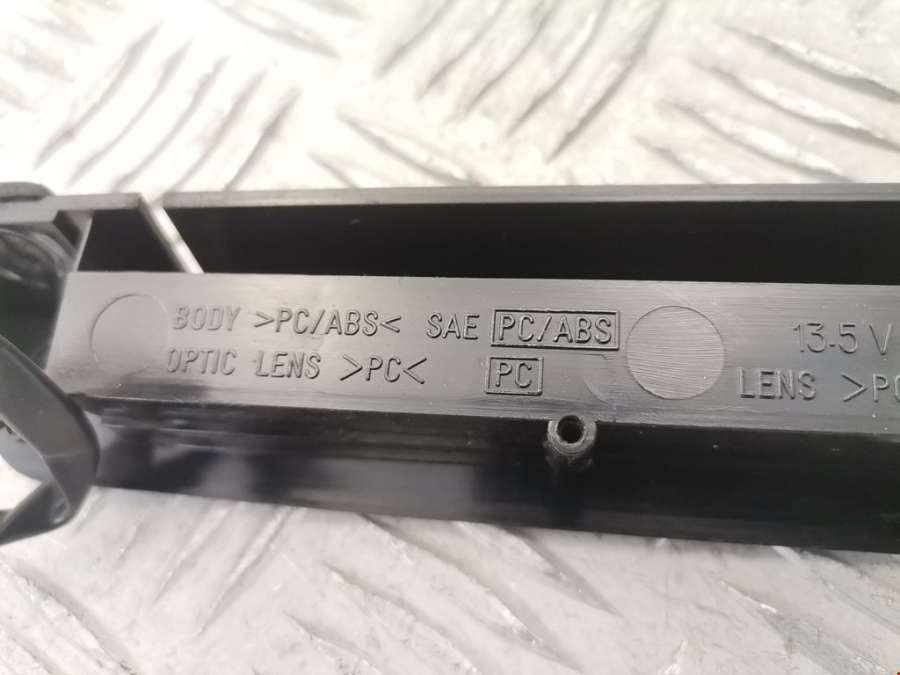 BODY >PC/ABS< SAE PC/ABS 13.5 V
OPTIC LENS >PC< PC LENS